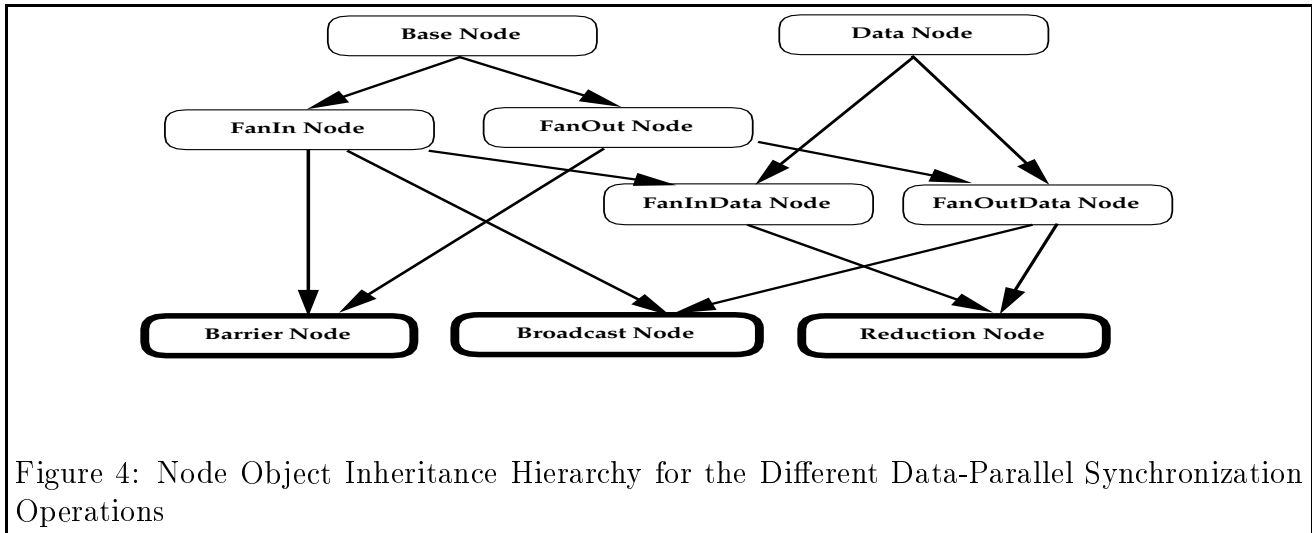 Base Node
Data Node
FanIn Node
FanOut Node
FanInData Node
FanOutData Node
Barrier Node
Broadcast Node
Reduction Node
Figure 4: Node Object Inheritance Hierarchy for the Different Data-Parallel Synchronization
Operations